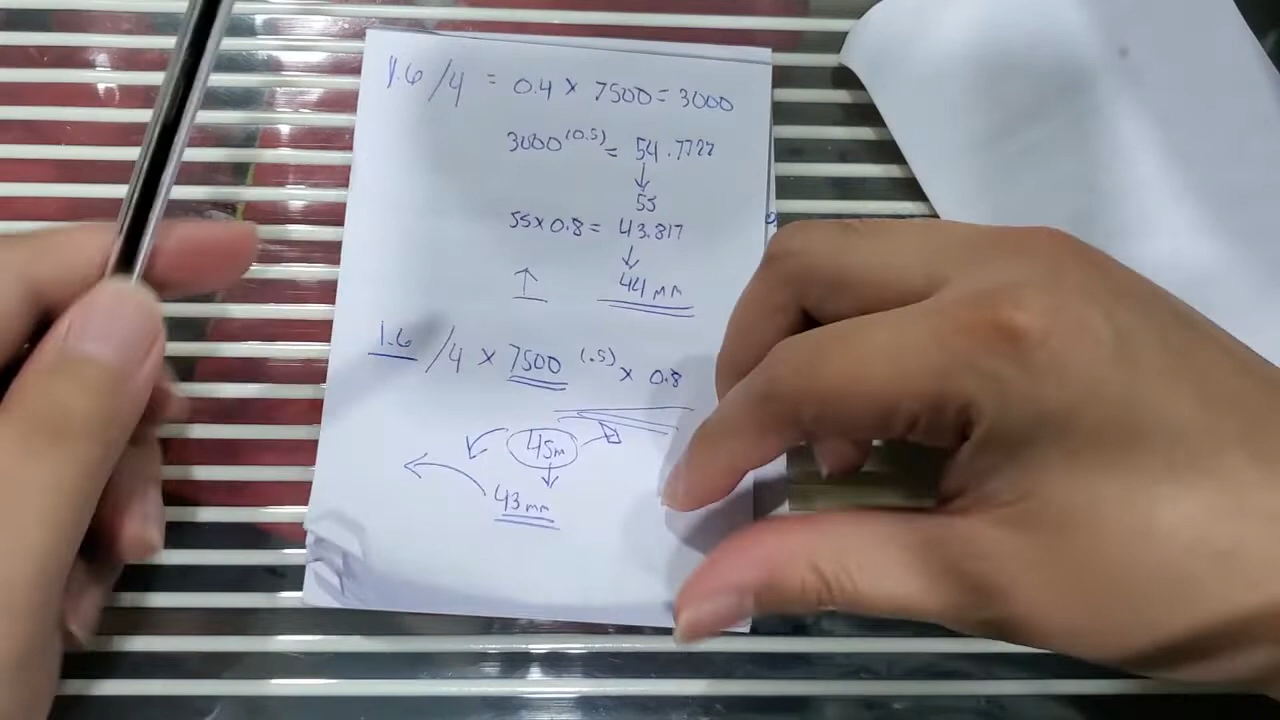 1.6/4 = 0.4 x 7500 = 3000
3000 (0.5) = 54.7722
↓
55
55 x 0.8 = 43.817
↓
↑ 44 mm
1.6/4 x 7500 (.5) x 0.8
45m
43 mm